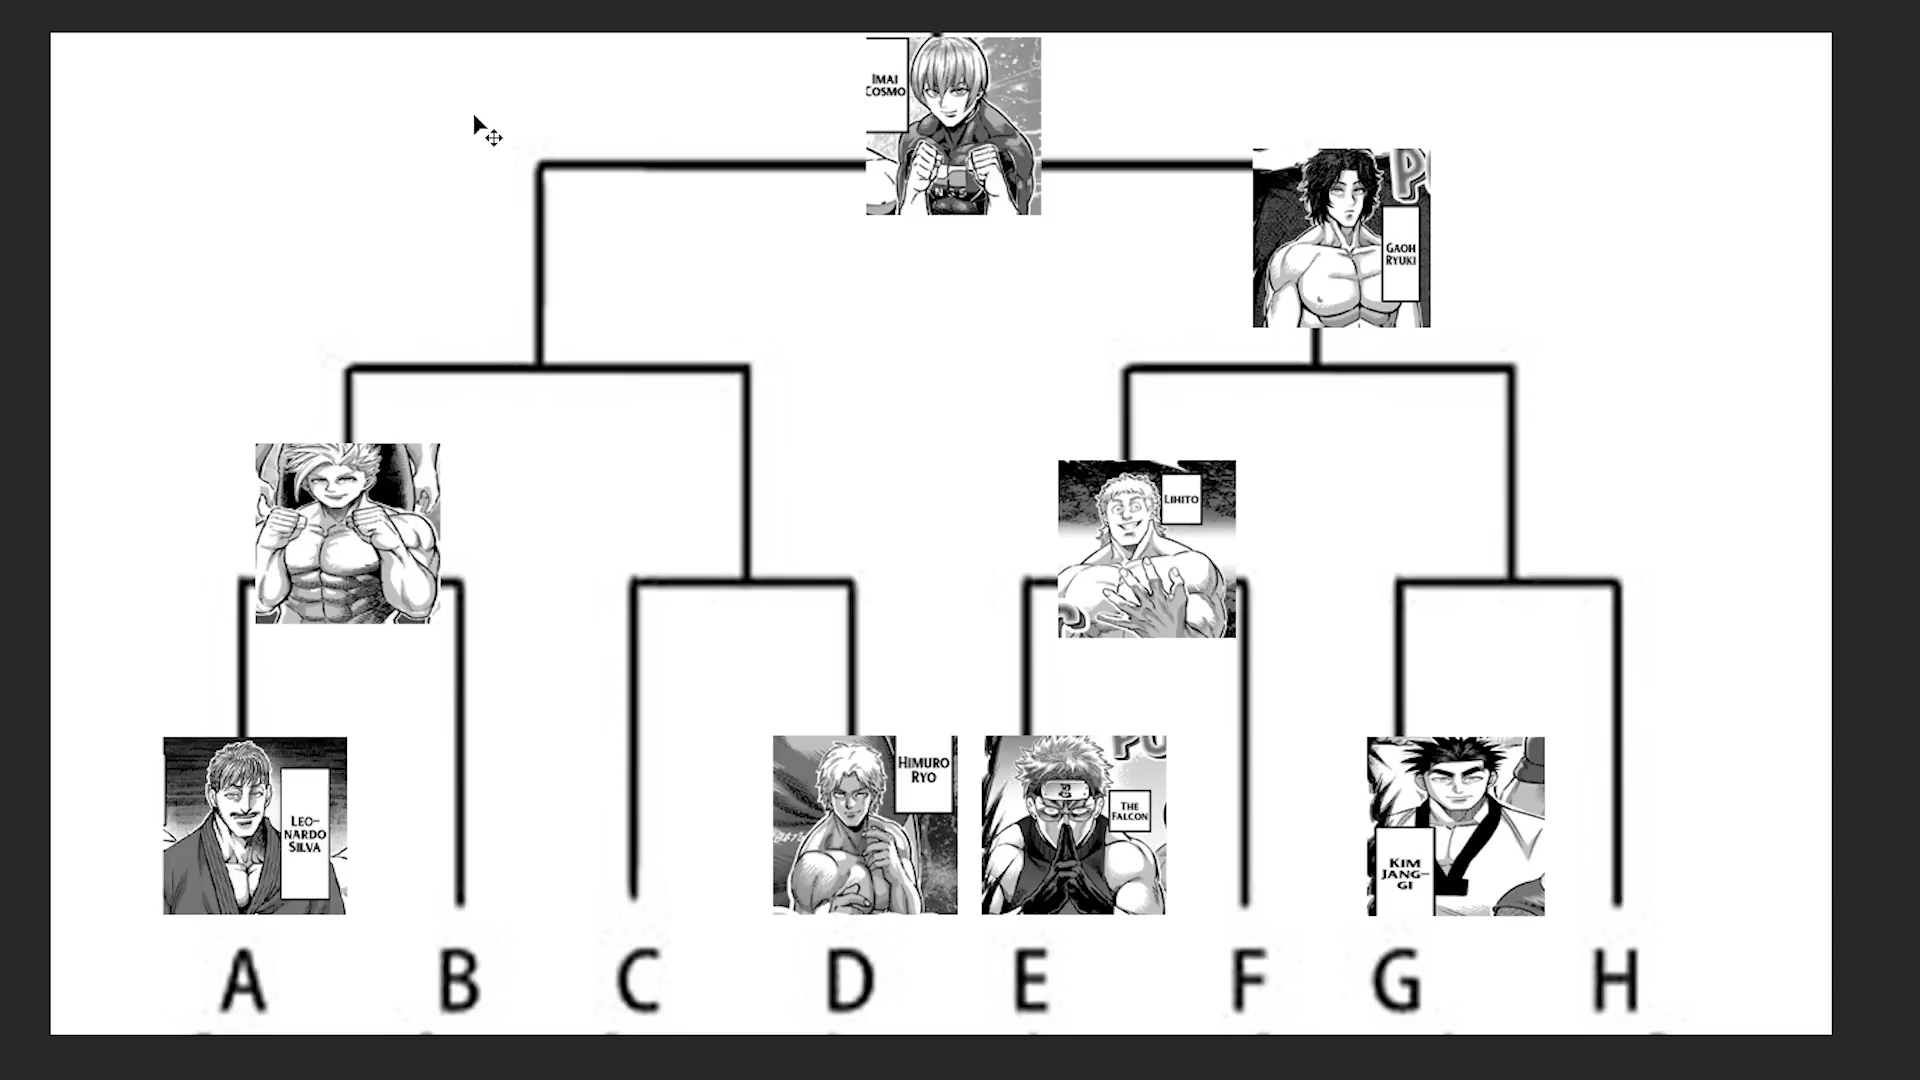 IMAI
COSMO
GAOH
RYUKI
LIHITO
LEO-
NARDO
SILVA
HIMURO
RYO
THE
FALCON
KIM
JANG-
GI
A B C D E F G H